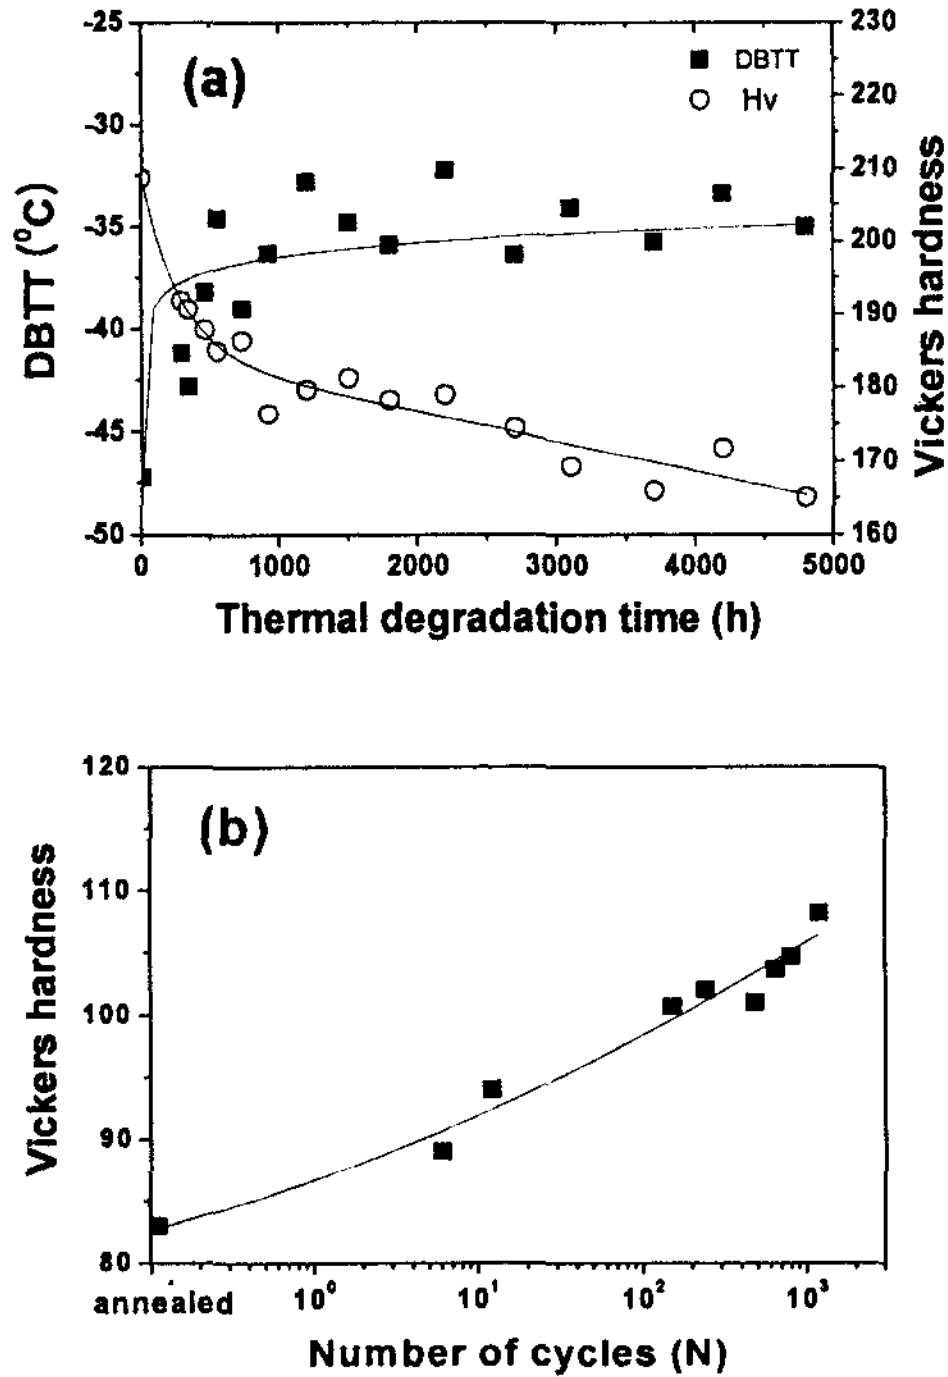 (a)
DBTT
Hv
-25
-30
-35
-40
-45
-50
DBTT (⁰C)
230
220
210
200
190
180
170
160
Vickers hardness
0 1000 2000 3000 4000 5000
Thermal degradation time (h)
(b)
120
110
100
90
80
Vickers hardness
annealed 10⁰ 10¹ 10² 10³
Number of cycles (N)